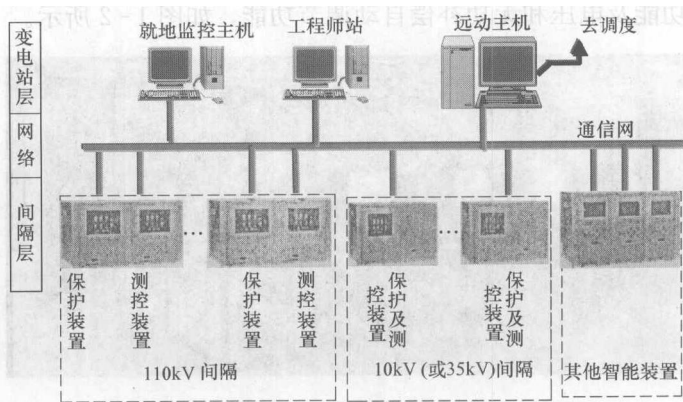 变电站层
网络
间隔层
就地监控主机
工程师站
远动主机
去调度
通信网
保护装置
测控装置
...
保护装置
测控装置
110kV 间隔
保护及测
控装置
...
保护及测
控装置
10kV (或35kV)间隔
其他智能装置